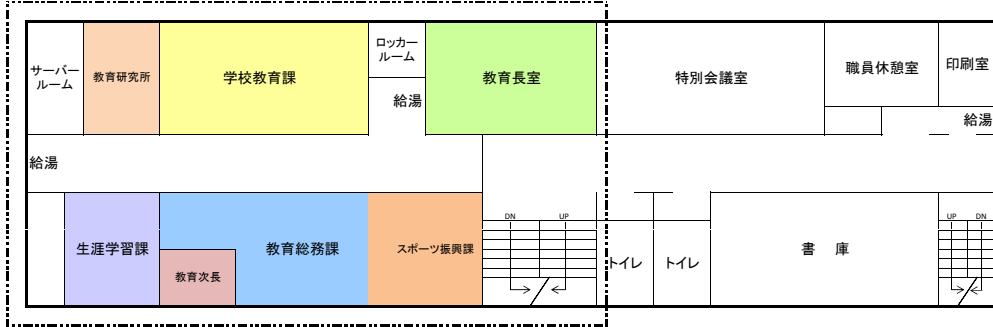 サーバー
ルーム
教育研究所
学校教育課
ロッカー
ルーム
給湯
教育長室
特別会議室
職員休憩室
印刷室
給湯
給湯
生涯学習課
教育次長
教育総務課
スポーツ振興課
DN
UP
トイレ
トイレ
書　庫
UP
DN